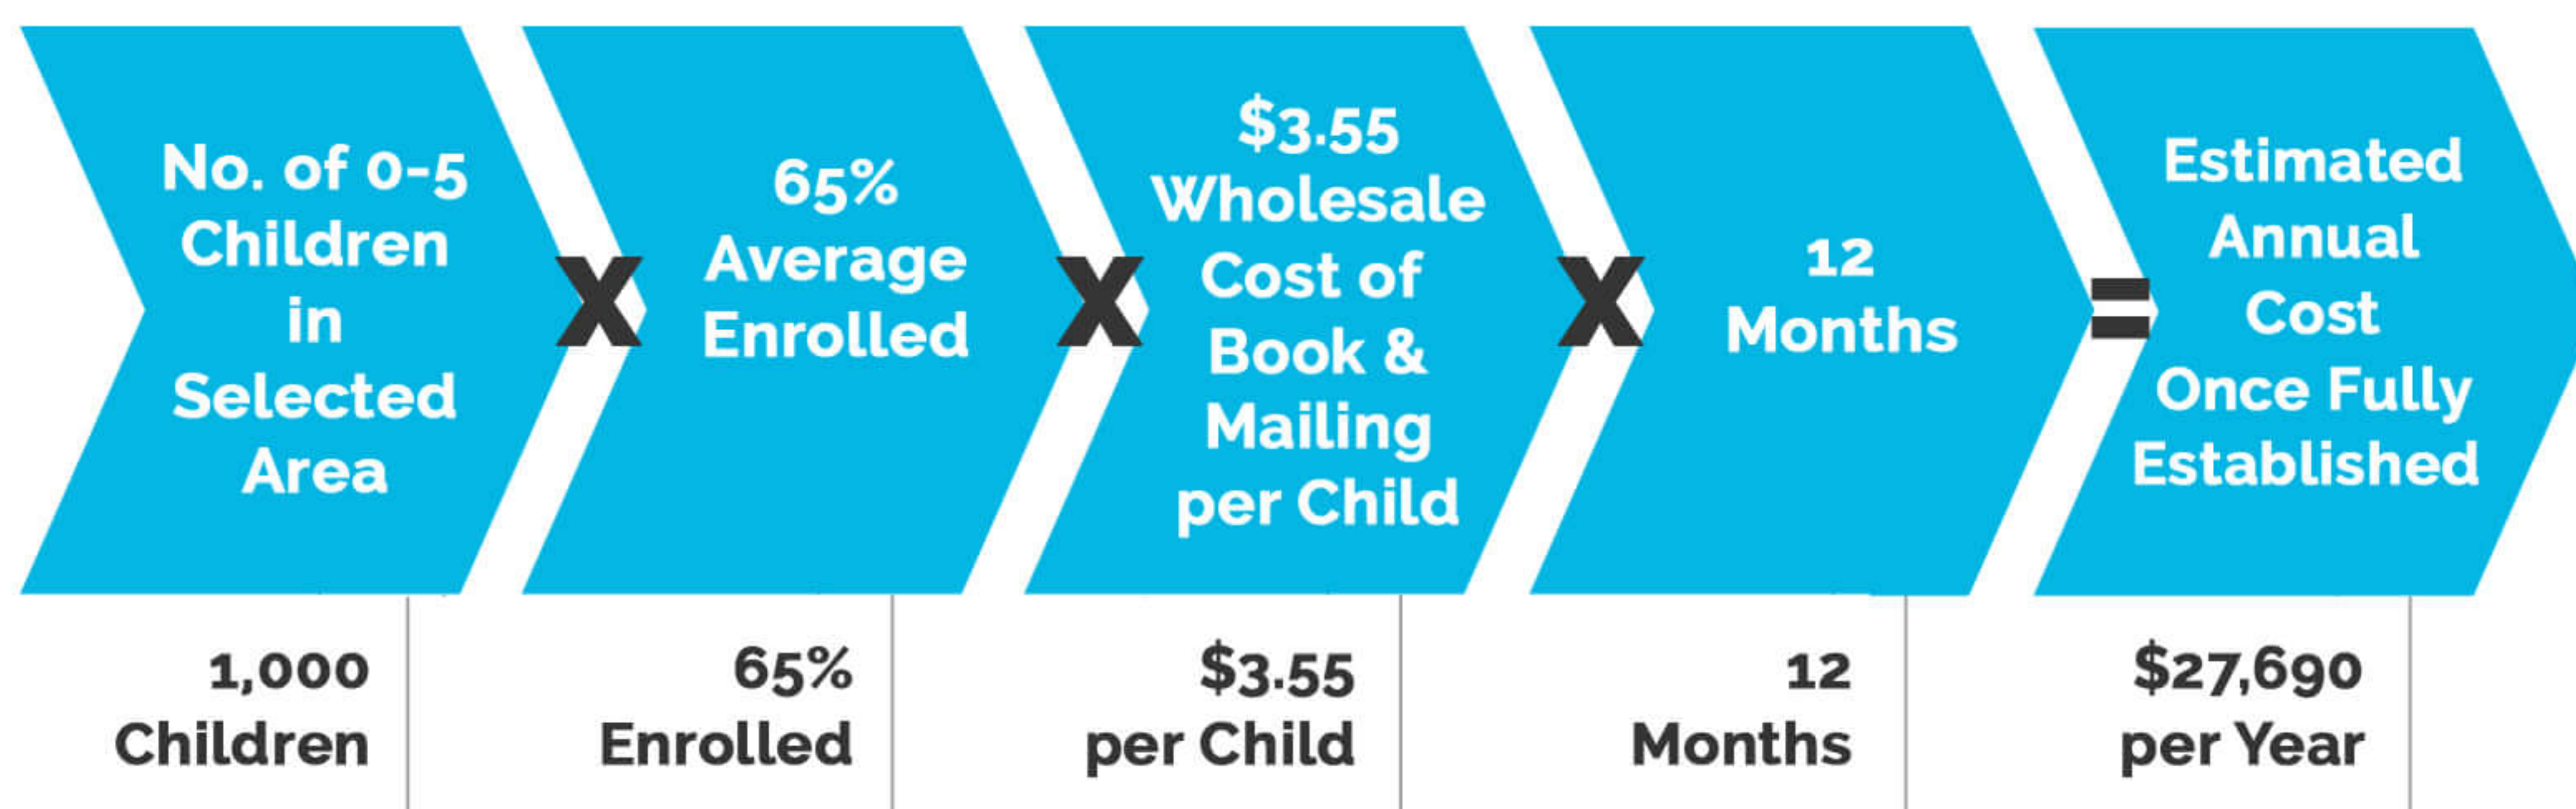 No. of 0-5
Children
in
Selected
Area
X
65%
Average
Enrolled
X
$3.55
Wholesale
Cost of
Book &
Mailing
per Child
X
12
Months
=
Estimated
Annual
Cost
Once Fully
Established
1,000
Children
65%
Enrolled
$3.55
per Child
12
Months
$27,690
per Year